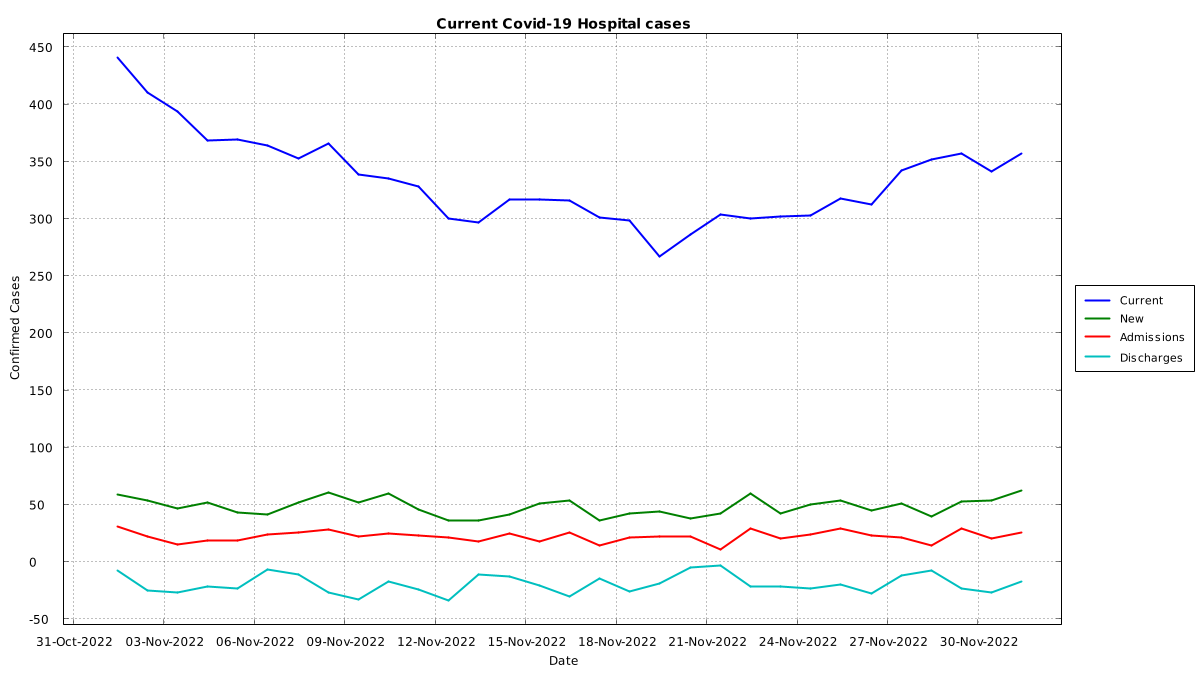 Current Covid-19 Hospital cases
450
400
350
300
250
200
150
100
50
0
-50
Confirmed Cases
31-Oct-2022 03-Nov-2022 06-Nov-2022 09-Nov-2022 12-Nov-2022 15-Nov-2022 18-Nov-2022 21-Nov-2022 24-Nov-2022 27-Nov-2022 30-Nov-2022
Date
Current
New
Admissions
Discharges